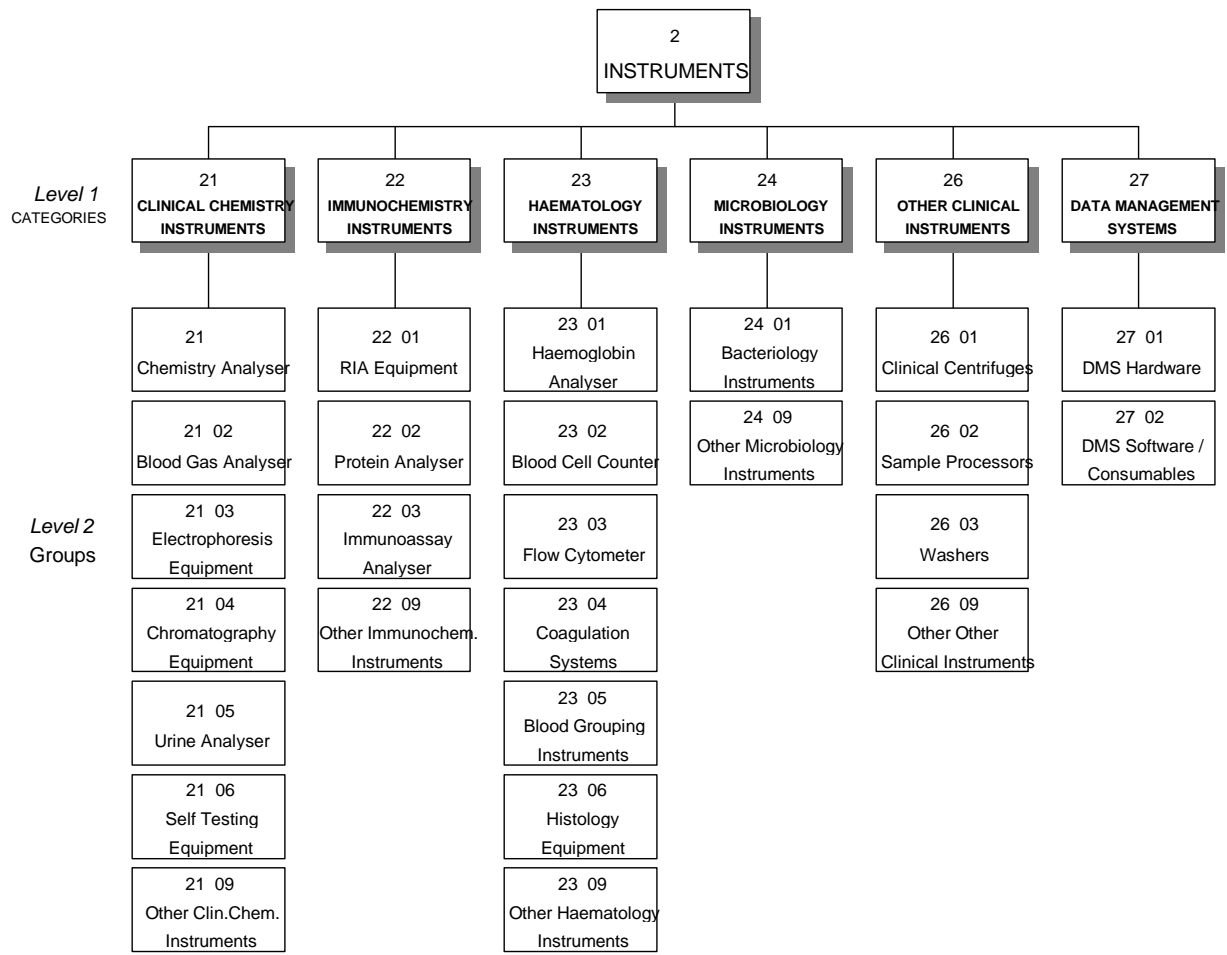 2
INSTRUMENTS
Level 1
CATEGORIES
21
CLINICAL CHEMISTRY
INSTRUMENTS
22
IMMUNOCHEMISTRY
INSTRUMENTS
23
HAEMATOLOGY
INSTRUMENTS
24
MICROBIOLOGY
INSTRUMENTS
26
OTHER CLINICAL
INSTRUMENTS
27
DATA MANAGEMENT
SYSTEMS
Level 2
Groups
21
Chemistry Analyser
21 02
Blood Gas Analyser
21 03
Electrophoresis
Equipment
21 04
Chromatography
Equipment
21 05
Urine Analyser
21 06
Self Testing
Equipment
21 09
Other Clin.Chem.
Instruments
22 01
RIA Equipment
22 02
Protein Analyser
22 03
Immunoassay
Analyser
22 09
Other Immunochem.
Instruments
23 01
Haemoglobin
Analyser
23 02
Blood Cell Counter
23 03
Flow Cytometer
23 04
Coagulation
Systems
23 05
Blood Grouping
Instruments
23 06
Histology
Equipment
23 09
Other Haematology
Instruments
24 01
Bacteriology
Instruments
24 09
Other Microbiology
Instruments
26 01
Clinical Centrifuges
26 02
Sample Processors
26 03
Washers
26 09
Other Other
Clinical Instruments
27 01
DMS Hardware
27 02
DMS Software /
Consumables